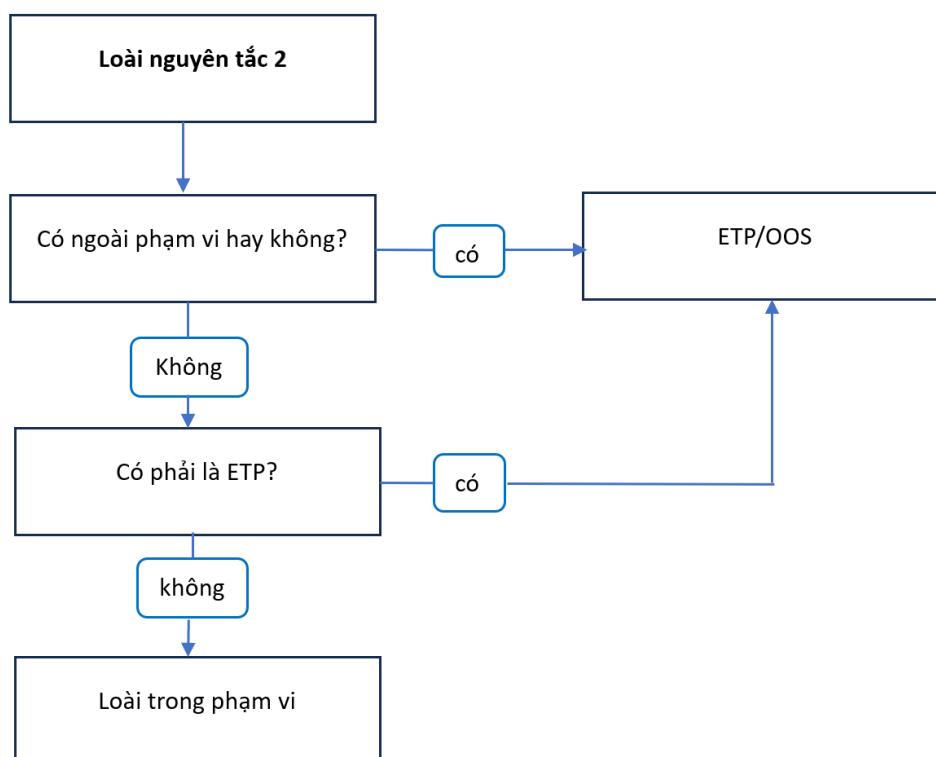 Loài nguyên tắc 2
Có ngoài phạm vi hay không?
có
ETP/OOS
Không
Có phải là ETP?
có
không
Loài trong phạm vi